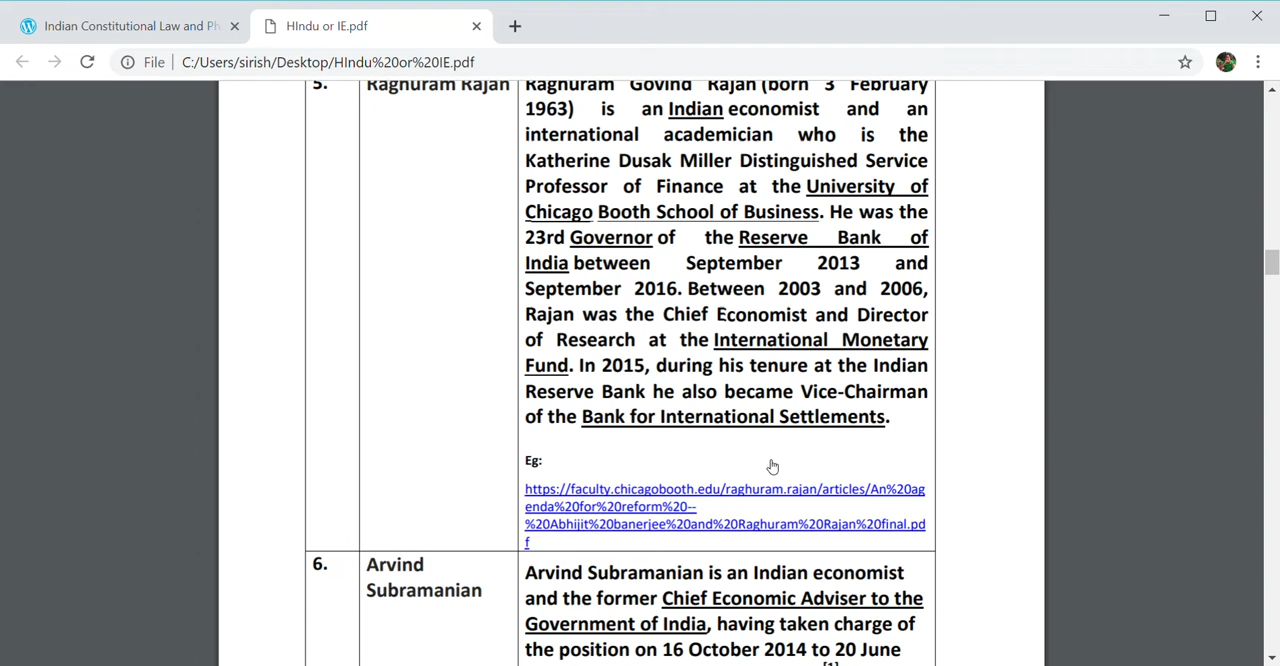 Indian Constitutional Law and Ph
HIndu or IE.pdf
File
C:/Users/sirish/Desktop/HIndu%20or%20IE.pdf
5.
Raghuram Rajan
Raghuram Govind Rajan (born 3 February
1963) is an Indian economist and an
international academician who is the
Katherine Dusak Miller Distinguished Service
Professor of Finance at the University of
Chicago Booth School of Business. He was the
23rd Governor of the Reserve Bank of
India between September 2013 and
September 2016. Between 2003 and 2006,
Rajan was the Chief Economist and Director
of Research at the International Monetary
Fund. In 2015, during his tenure at the Indian
Reserve Bank he also became Vice-Chairman
of the Bank for International Settlements.
Eg:
https://faculty.chicagobooth.edu/raghuram.rajan/articles/An%20ag
enda%20for%20reform%20--
%20Abhijit%20banerjee%20and%20Raghuram%20Rajan%20final.pd
f
6.
Arvind
Subramanian
Arvind Subramanian is an Indian economist
and the former Chief Economic Adviser to the
Government of India, having taken charge of
the position on 16 October 2014 to 20 June
[1]